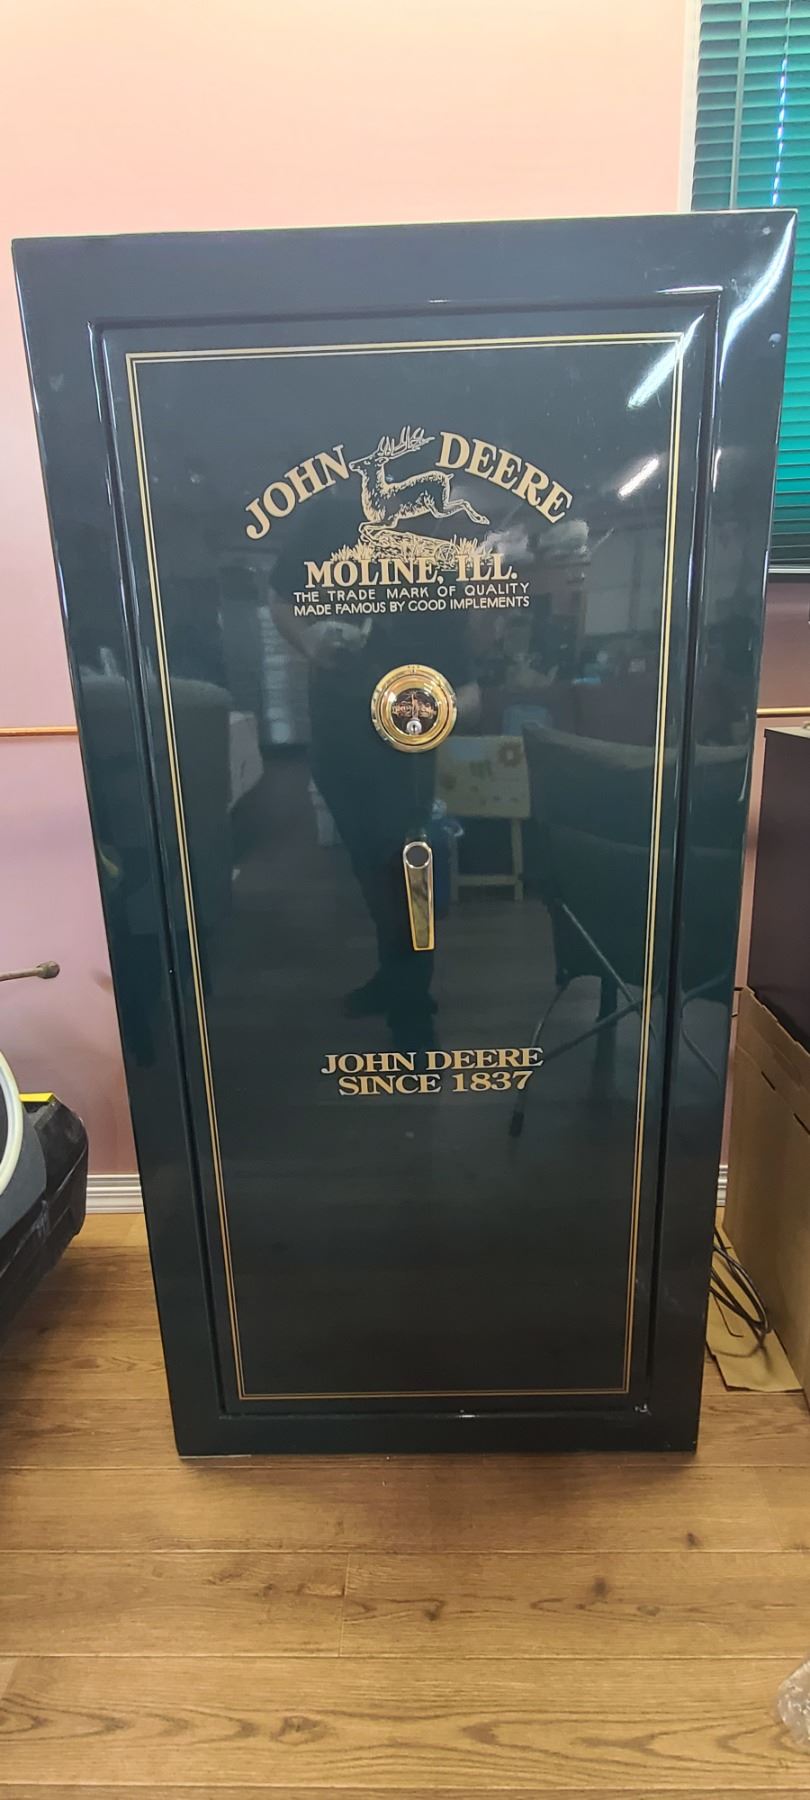 JOHN DEERE
MOLINE, ILL.
THE TRADE MARK OF QUALITY
MADE FAMOUS BY GOOD IMPLEMENTS
JOHN DEERE
SINCE 1837